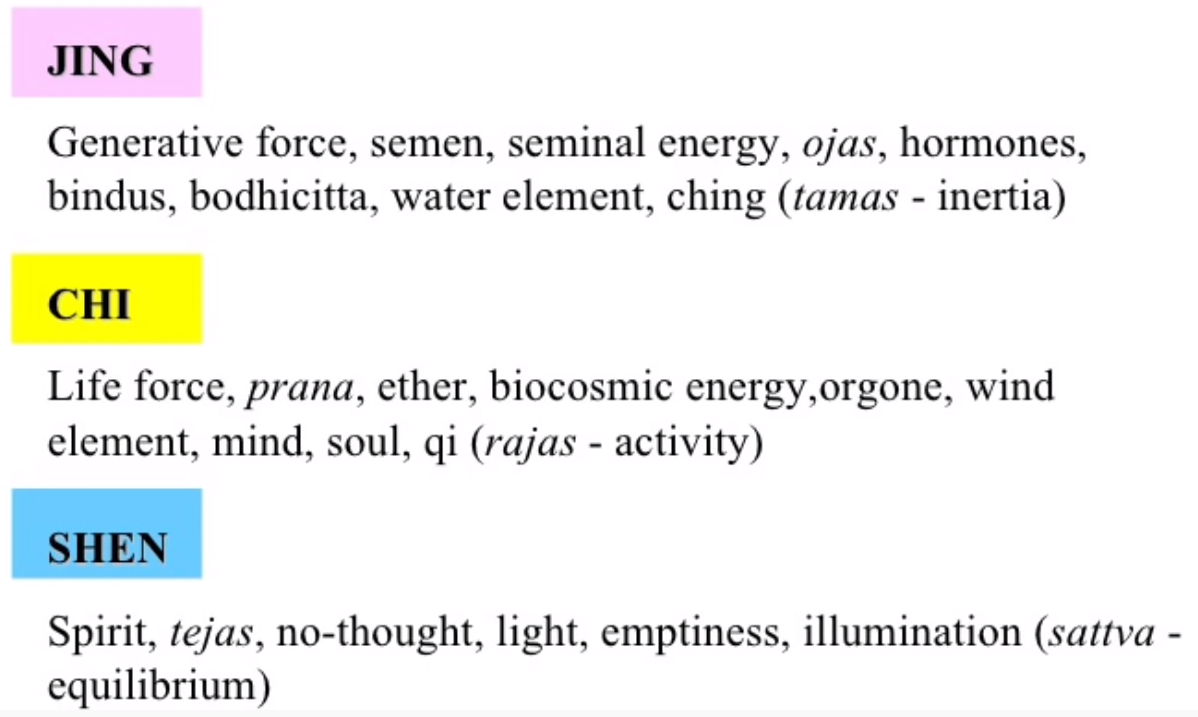 JING
Generative force, semen, seminal energy, ojas, hormones,
bindus, bodhicitta, water element, ching (tamas - inertia)
CHI
Life force, prana, ether, biocosmic energy,orgone, wind
element, mind, soul, qi (rajas - activity)
SHEN
Spirit, tejas, no-thought, light, emptiness, illumination (sattva -
equilibrium)